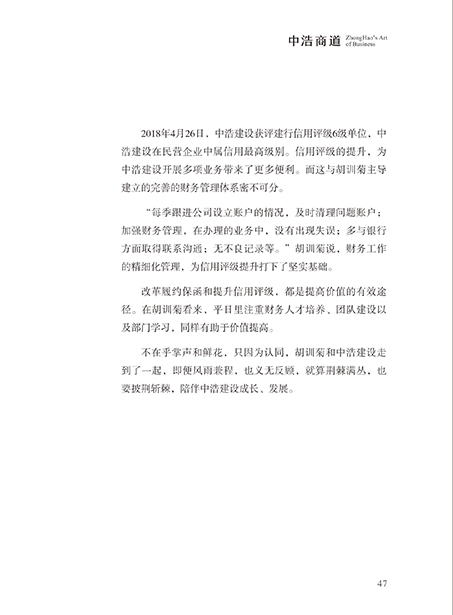 中浩商道 ZhongHao's Art
of Business
2018年4月26日，中浩建设获评建行信用评级6级单位，中
浩建设在民营企业中属信用最高级别。信用评级的提升，为
中浩建设开展多项业务带来了更多便利。而这与胡训菊主导
建立的完善的财务管理体系密不可分。
“每季跟进公司设立账户的情况，及时清理问题账户；
加强财务管理，在办理的业务中，没有出现失误；多与银行
方面取得联系沟通；无不良记录等。”胡训菊说，财务工作
的精细化管理，为信用评级提升打下了坚实基础。
改革履约保函和提升信用评级，都是提高价值的有效途
径。在胡训菊看来，平日里注重财务人才培养、团队建设以
及部门学习，同样有助于价值提高。
不在乎掌声和鲜花，只因为认同，胡训菊和中浩建设走
到了一起，即便风雨兼程，也义无反顾，就算荆棘满丛，也
要披荆斩棘，陪伴中浩建设成长、发展。
47